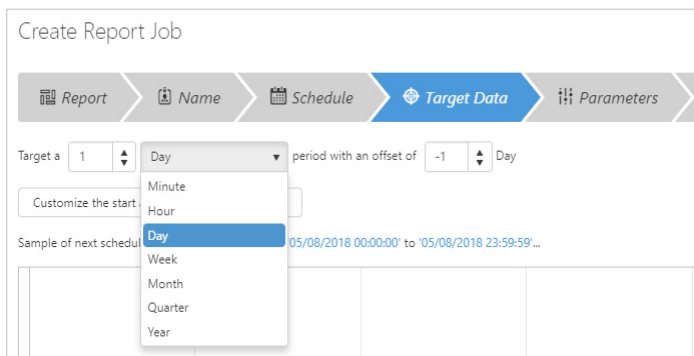 Create Report Job
Report Name Schedule Target Data Parameters
Target a 1 Day period with an offset of -1 Day
Minute
Customize the start
Hour
Day
Sample of next schedul '05/08/2018 00:00:00' to '05/08/2018 23:59:59'...
Week
Month
Quarter
Year